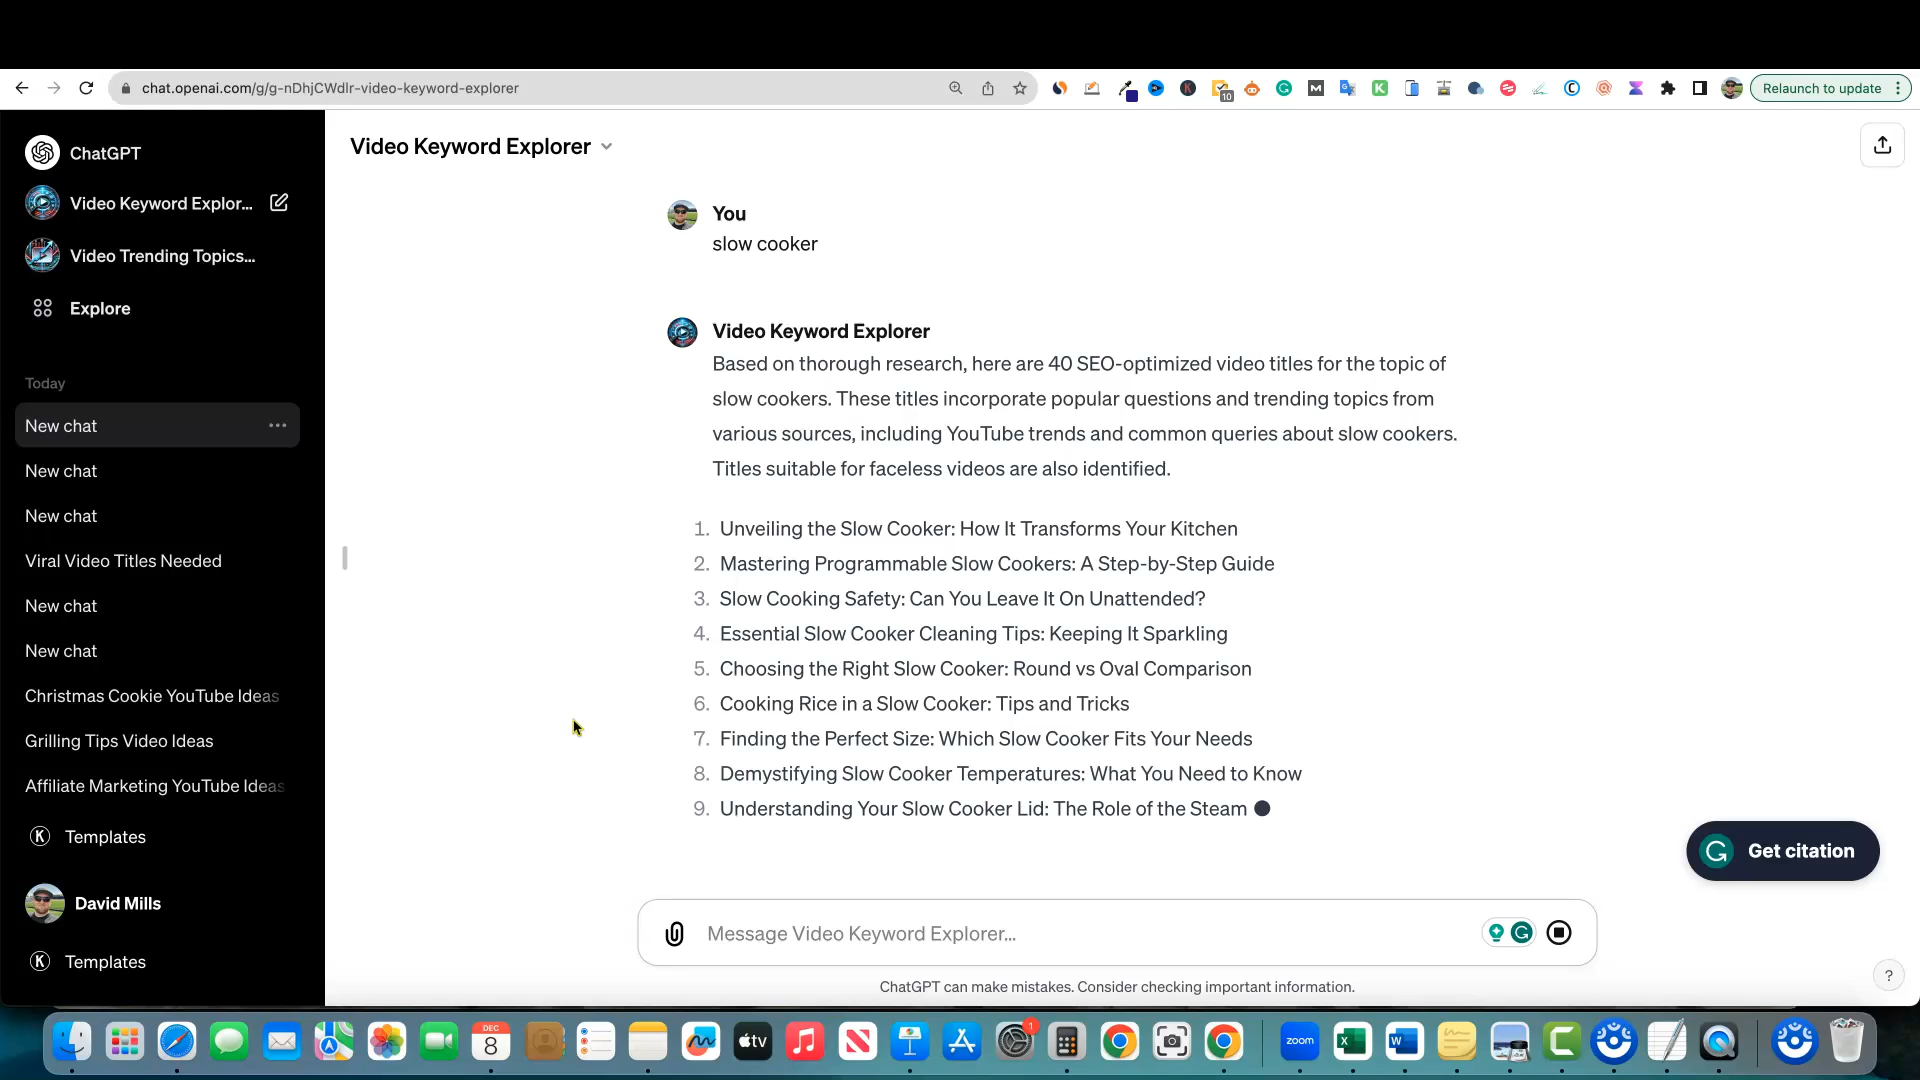 chat.openai.com/g/g-nDhjCWdlr-video-keyword-explorer
10
Relaunch to update
ChatGPT
Video Keyword Explor...
Video Trending Topics...
Explore
Today
New chat
New chat
New chat
Viral Video Titles Needed
New chat
New chat
Christmas Cookie YouTube Ideas
Grilling Tips Video Ideas
Affiliate Marketing YouTube Ideas
Templates
David Mills
Templates
Video Keyword Explorer
You
slow cooker
Video Keyword Explorer
Based on thorough research, here are 40 SEO-optimized video titles for the topic of
slow cookers. These titles incorporate popular questions and trending topics from
various sources, including YouTube trends and common queries about slow cookers.
Titles suitable for faceless videos are also identified.
1. Unveiling the Slow Cooker: How It Transforms Your Kitchen
2. Mastering Programmable Slow Cookers: A Step-by-Step Guide
3. Slow Cooking Safety: Can You Leave It On Unattended?
4. Essential Slow Cooker Cleaning Tips: Keeping It Sparkling
5. Choosing the Right Slow Cooker: Round vs Oval Comparison
6. Cooking Rice in a Slow Cooker: Tips and Tricks
7. Finding the Perfect Size: Which Slow Cooker Fits Your Needs
8. Demystifying Slow Cooker Temperatures: What You Need to Know
9. Understanding Your Slow Cooker Lid: The Role of the Steam
Get citation
Message Video Keyword Explorer...
ChatGPT can make mistakes. Consider checking important information.
?
DEC
8
tv
1
zoom